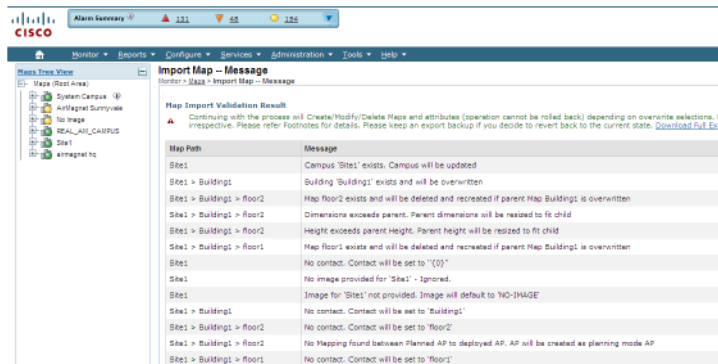 cisco
Alarm Summary 131 45 134
Monitor Reports Configure Services Administration Tools Help
Maps Tree View
Maps (Root Area)
System Campus
AirMagnet Sunnyvale
No Image
REAL_AM_CAMPUS
Site1
airmagnet hq
Import Map -- Message
Monitor > Maps > Import Map -- Message
Map Import Validation Result
Continuing with the process will Create/Modify/Delete Maps and attributes (operation cannot be rolled back) depending on overwrite selections.
irrespective. Please refer Footnotes for details. Please keep an export backup if you decide to revert back to the current state. Download Full Ex
Map Path Message
Site1 Campus 'Site1' exists. Campus will be updated
Site1 > Building1 Building 'Building1' exists and will be overwritten
Site1 > Building1 > floor2 Map floor2 exists and will be deleted and recreated if parent Map Building1 is overwritten
Site1 > Building1 > floor2 Dimensions exceeds parent. Parent dimensions will be resized to fit child
Site1 > Building1 > floor2 Height exceeds parent Height. Parent height will be resized to fit child
Site1 > Building1 > floor1 Map floor1 exists and will be deleted and recreated if parent Map Building1 is overwritten
Site1 No contact. Contact will be set to ''{0}''
Site1 No image provided for 'Site1' - Ignored.
Site1 Image for 'Site1' not provided. Image will default to 'NO-IMAGE'
Site1 > Building1 No contact. Contact will be set to 'Building1'
Site1 > Building1 > floor2 No contact. Contact will be set to 'floor2'
Site1 > Building1 > floor2 No Mapping found between Planned AP to deployed AP. AP will be created as planning mode AP
Site1 > Building1 > floor1 No contact. Contact will be set to 'floor1'